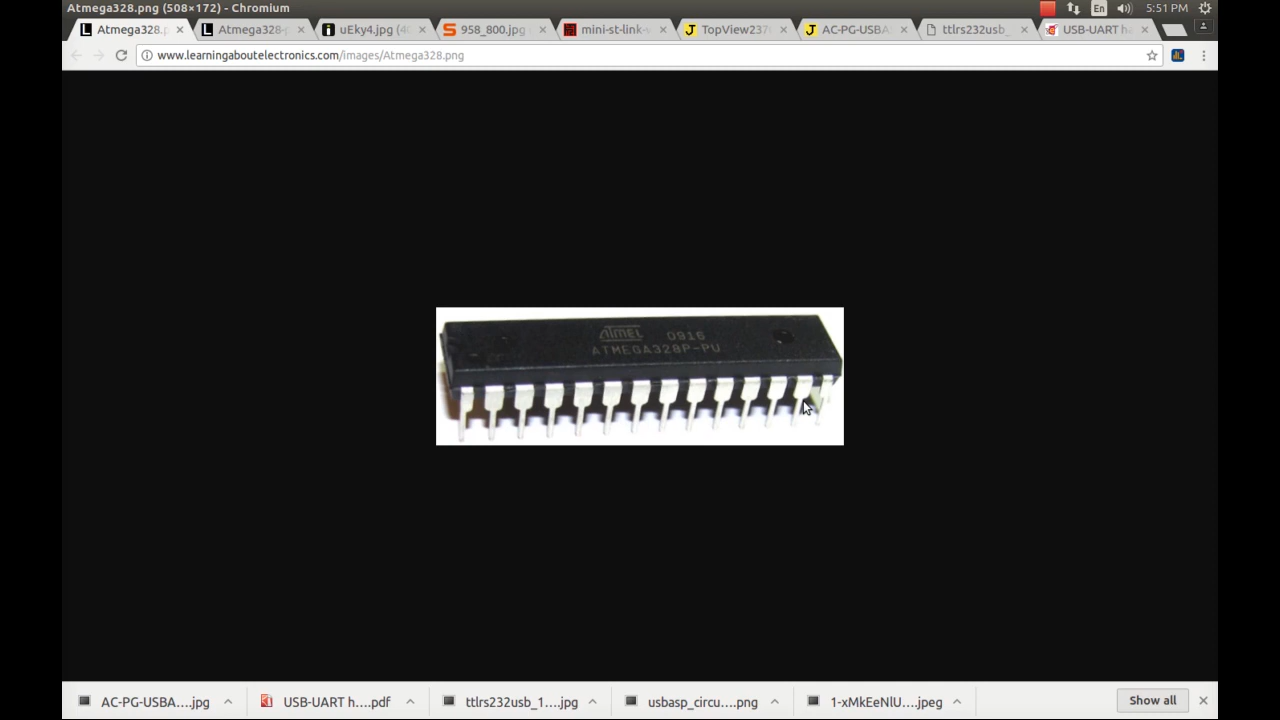 Atmega328.png (508×172) - Chromium
En 5:51 PM
Atmega328.p
Atmega328-
uEky4.jpg (40
958_800.jpg
mini-st-link-
TopView237
AC-PG-USBA
ttlrs232usb_
USB-UART h
www.learningaboutelectronics.com/images/Atmega328.png
ATMEL 0916
ATMEGA328P-PU
AC-PG-USBA....jpg
USB-UART h....pdf
ttlrs232usb_1....jpg
usbasp_circu....png
1-xMkEeNlU....jpeg
Show all